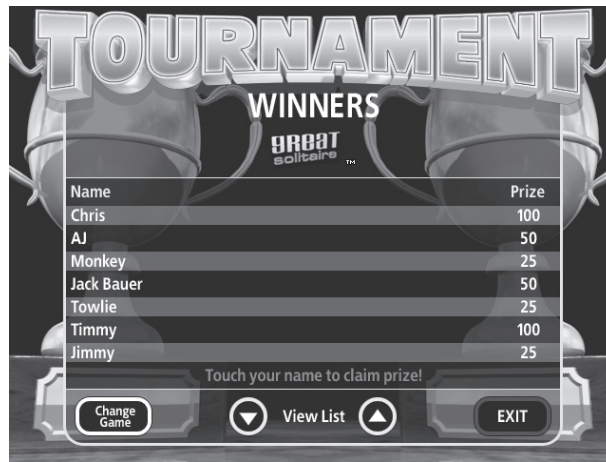 TOURNAMENT
WINNERS
GREAT
solitaire ™
Name Prize
Chris 100
AJ 50
Monkey 25
Jack Bauer 50
Towlie 25
Timmy 100
Jimmy 25
Touch your name to claim prize!
Change
Game
View List
EXIT